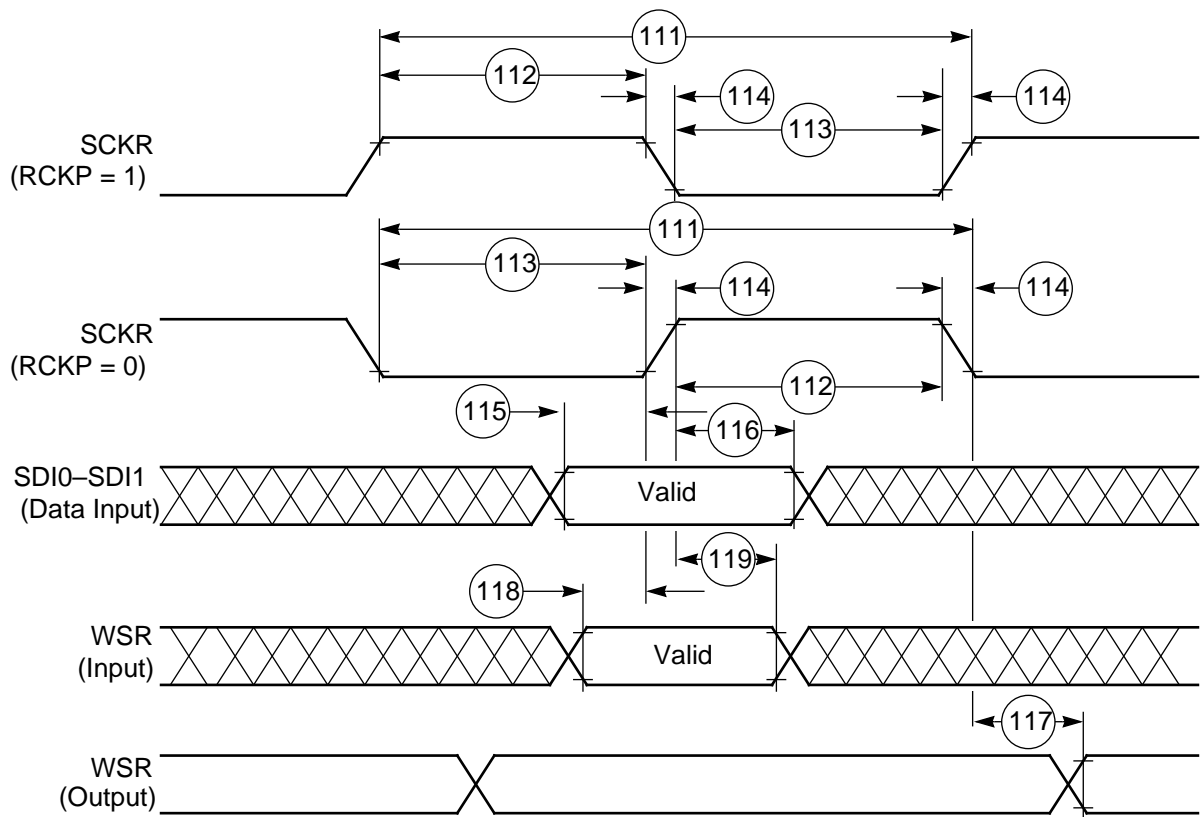 111
112
114
114
113
SCKR
(RCKP = 1)
111
113
114
114
SCKR
(RCKP = 0)
112
115
116
SDI0–SDI1
(Data Input)
Valid
119
118
WSR
(Input)
Valid
117
WSR
(Output)